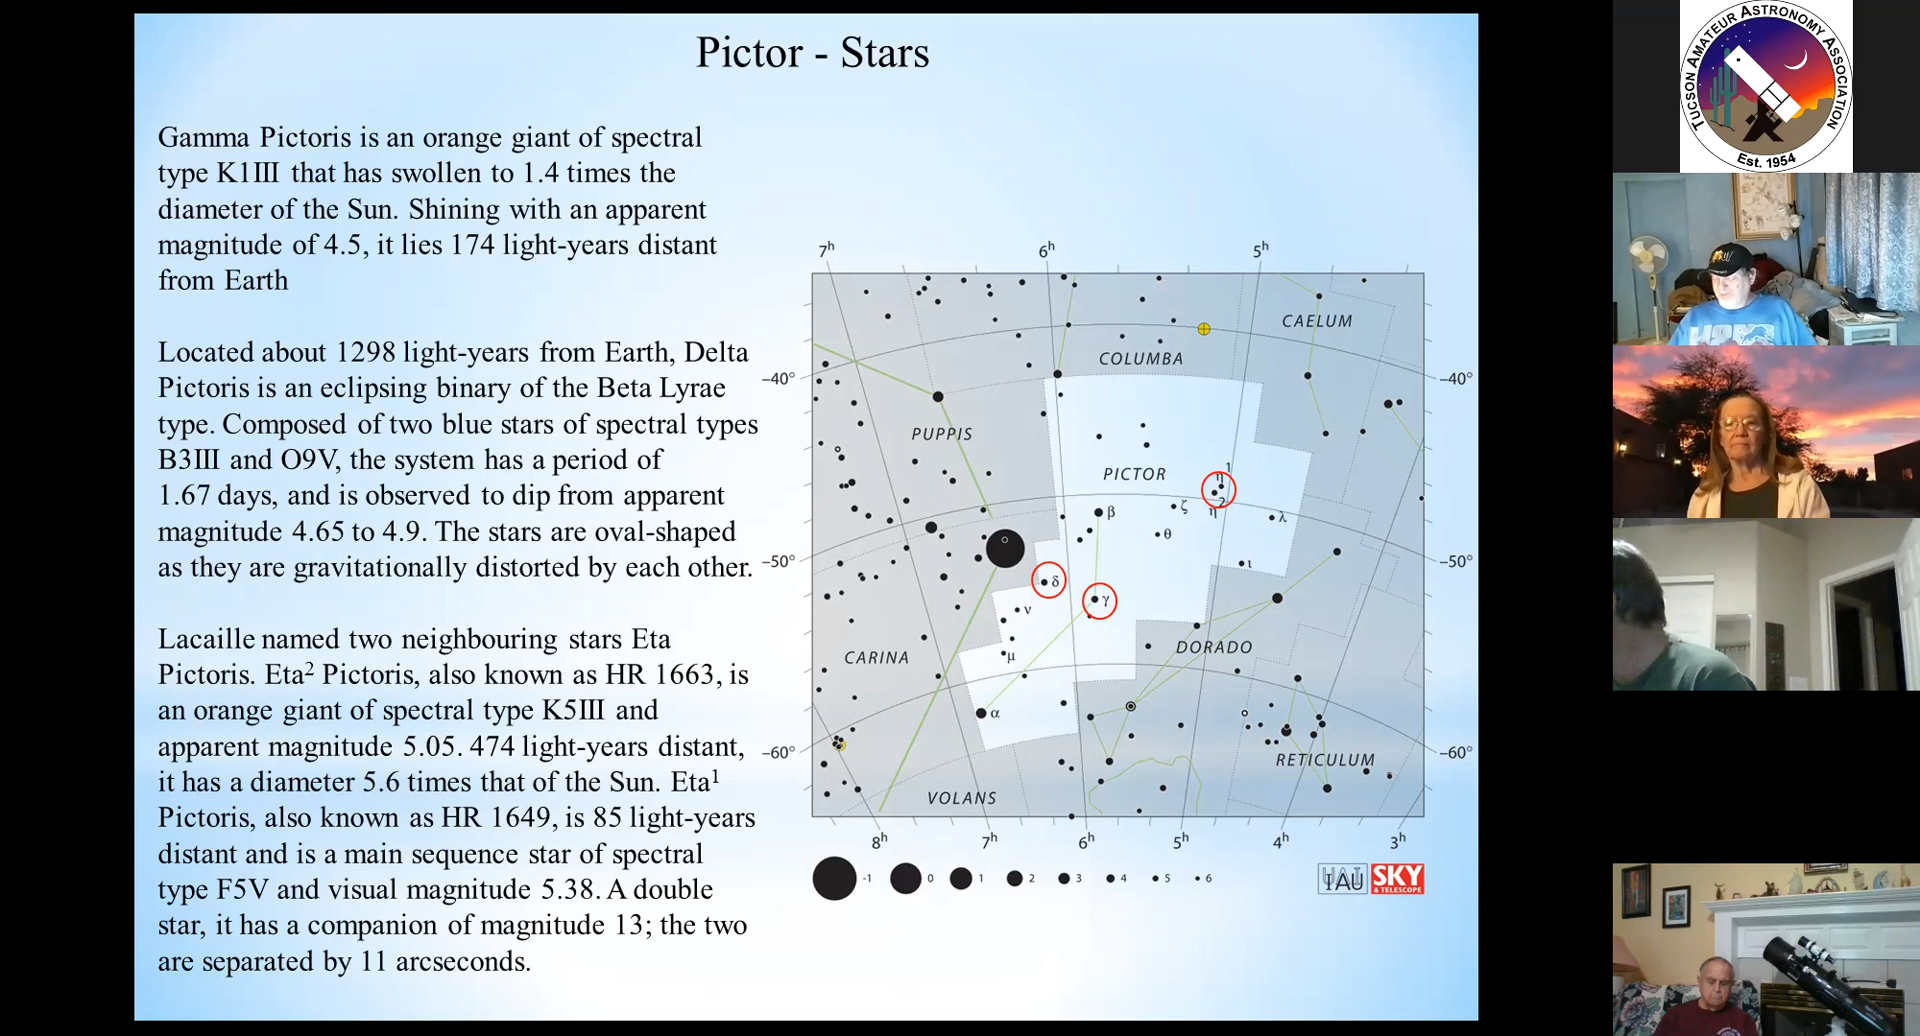 Pictor - Stars
Gamma Pictoris is an orange giant of spectral
type K1III that has swollen to 1.4 times the
diameter of the Sun. Shining with an apparent
magnitude of 4.5, it lies 174 light-years distant
from Earth
Located about 1298 light-years from Earth, Delta
Pictoris is an eclipsing binary of the Beta Lyrae
type. Composed of two blue stars of spectral types
B3III and O9V, the system has a period of
1.67 days, and is observed to dip from apparent
magnitude 4.65 to 4.9. The stars are oval-shaped
as they are gravitationally distorted by each other.
Lacaille named two neighbouring stars Eta
Pictoris. Eta² Pictoris, also known as HR 1663, is
an orange giant of spectral type K5III and
apparent magnitude 5.05. 474 light-years distant,
it has a diameter 5.6 times that of the Sun. Eta¹
Pictoris, also known as HR 1649, is 85 light-years
distant and is a main sequence star of spectral
type F5V and visual magnitude 5.38. A double
star, it has a companion of magnitude 13; the two
are separated by 11 arcseconds.
7h 6h 5h
CAELUM
COLUMBA
-40° -40°
PUPPIS
PICTOR
η1
η2
β ζ λ
θ
-50° -50°
ι
δ
γ
ν
μ
CARINA DORADO
α
-60° -60°
RETICULUM
VOLANS
8h 7h 6h 5h 4h 3h
-1 0 1 2 3 4 5 6
IAU SKY
& TELESCOPE
TUCSON AMATEUR ASTRONOMY ASSOCIATION
Est. 1954